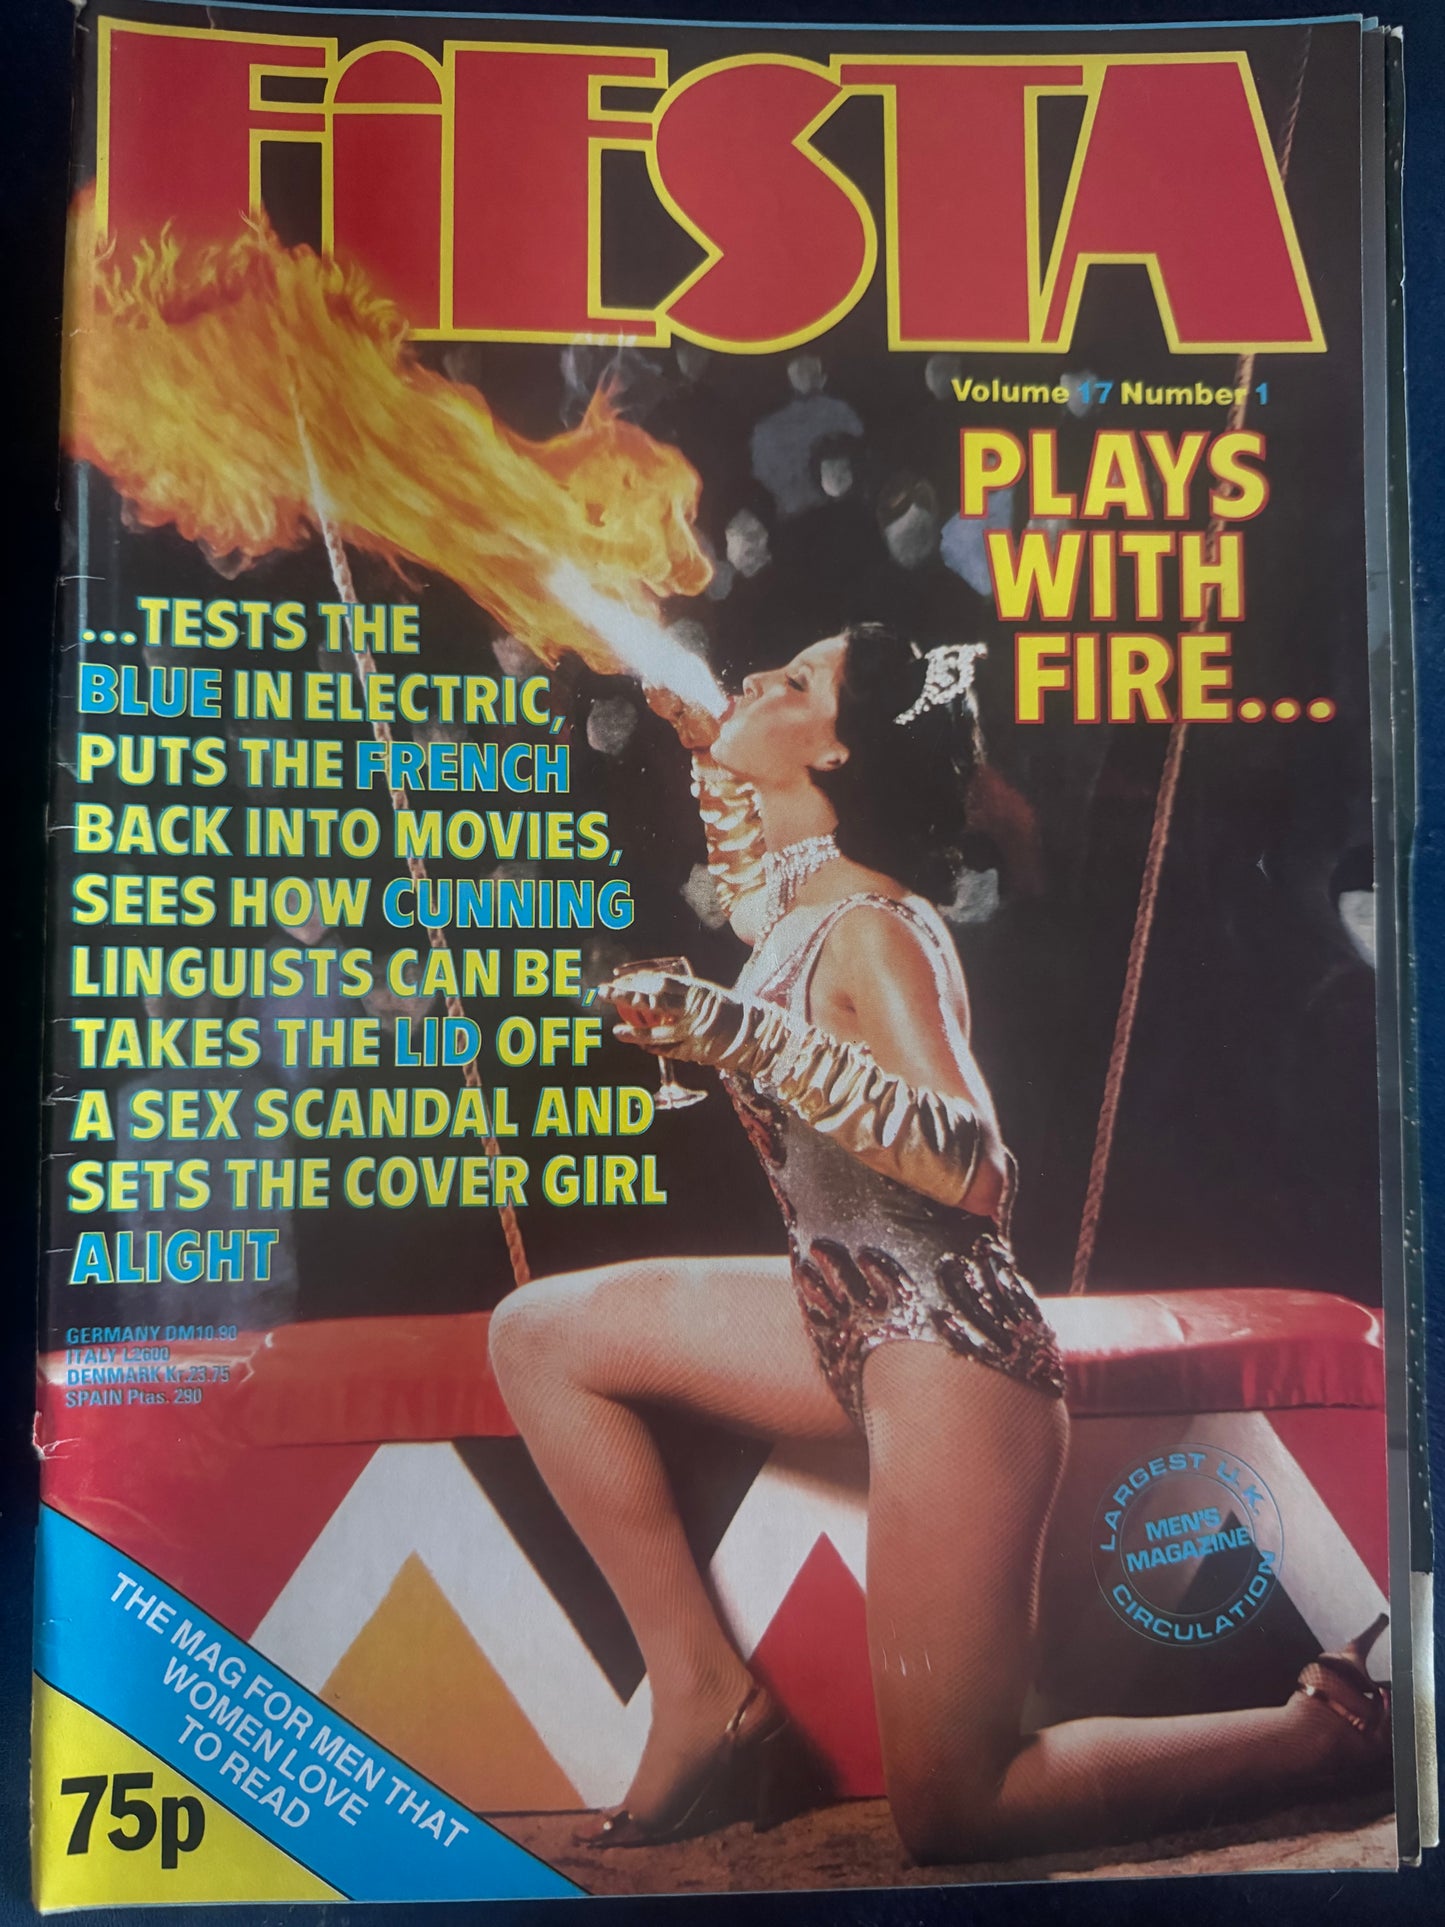 FiESTA
Volume 17 Number 1
PLAYS
WITH
FIRE...
...TESTS THE
BLUE IN ELECTRIC,
PUTS THE FRENCH
BACK INTO MOVIES,
SEES HOW CUNNING
LINGUISTS CAN BE,
TAKES THE LID OFF
A SEX SCANDAL AND
SETS THE COVER GIRL
ALIGHT
GERMANY DM10.90
ITALY L2600
DENMARK Kr.23.75
SPAIN Ptas. 290
LARGEST U.K.
MEN'S
MAGAZINE
CIRCULATION
THE MAG FOR MEN THAT
WOMEN LOVE
TO READ
75p